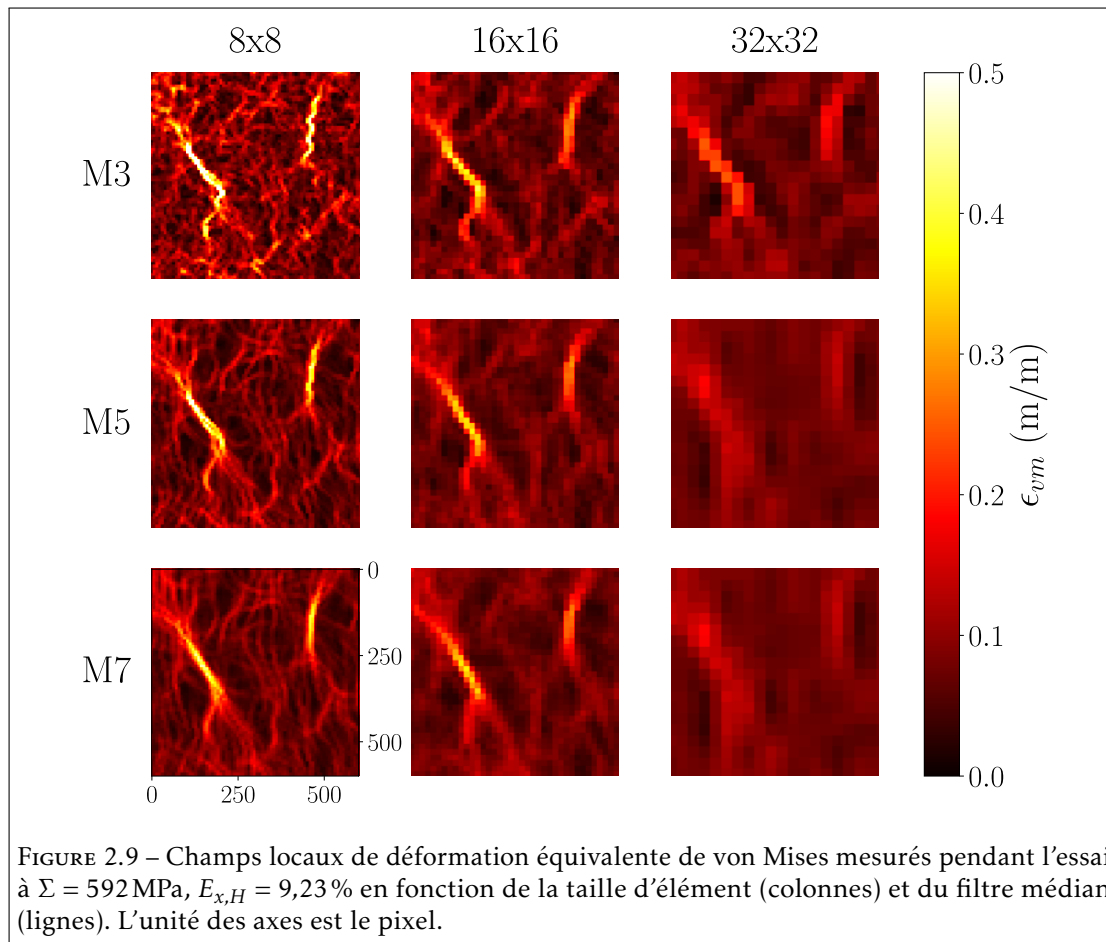 8x8 16x16 32x32
M3
M5
M7
0
250
500
0 250 500
0.5
0.4
0.3
0.2
0.1
0.0
ϵvm (m/m)
FIGURE 2.9 – Champs locaux de déformation équivalente de von Mises mesurés pendant l'essai
à Σ = 592 MPa, Ex,H = 9,23 % en fonction de la taille d'élément (colonnes) et du filtre médian
(lignes). L'unité des axes est le pixel.